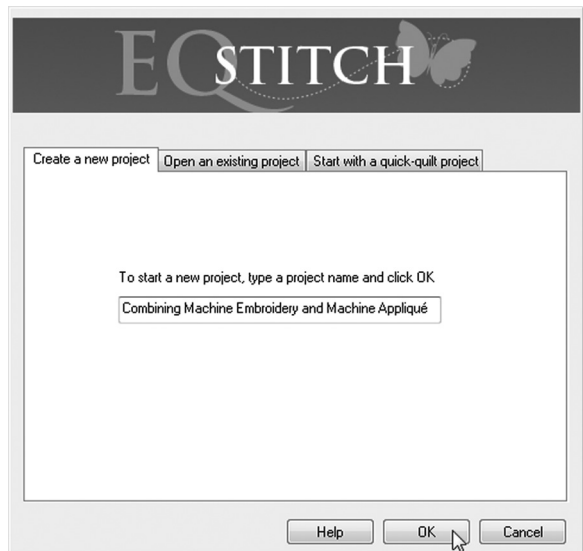 EQ STITCH
Create a new project Open an existing project Start with a quick-quilt project
To start a new project, type a project name and click OK
Combining Machine Embroidery and Machine Appliqué
Help OK Cancel